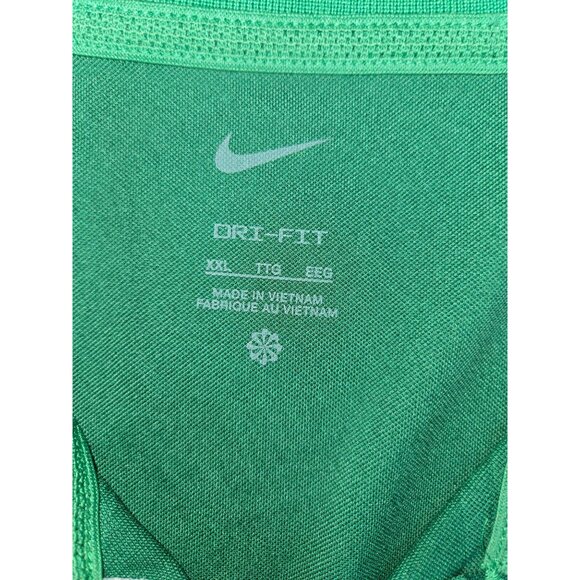 DRI-FIT
XXL TTG EEG
MADE IN VIETNAM
FABRIQUE AU VIETNAM